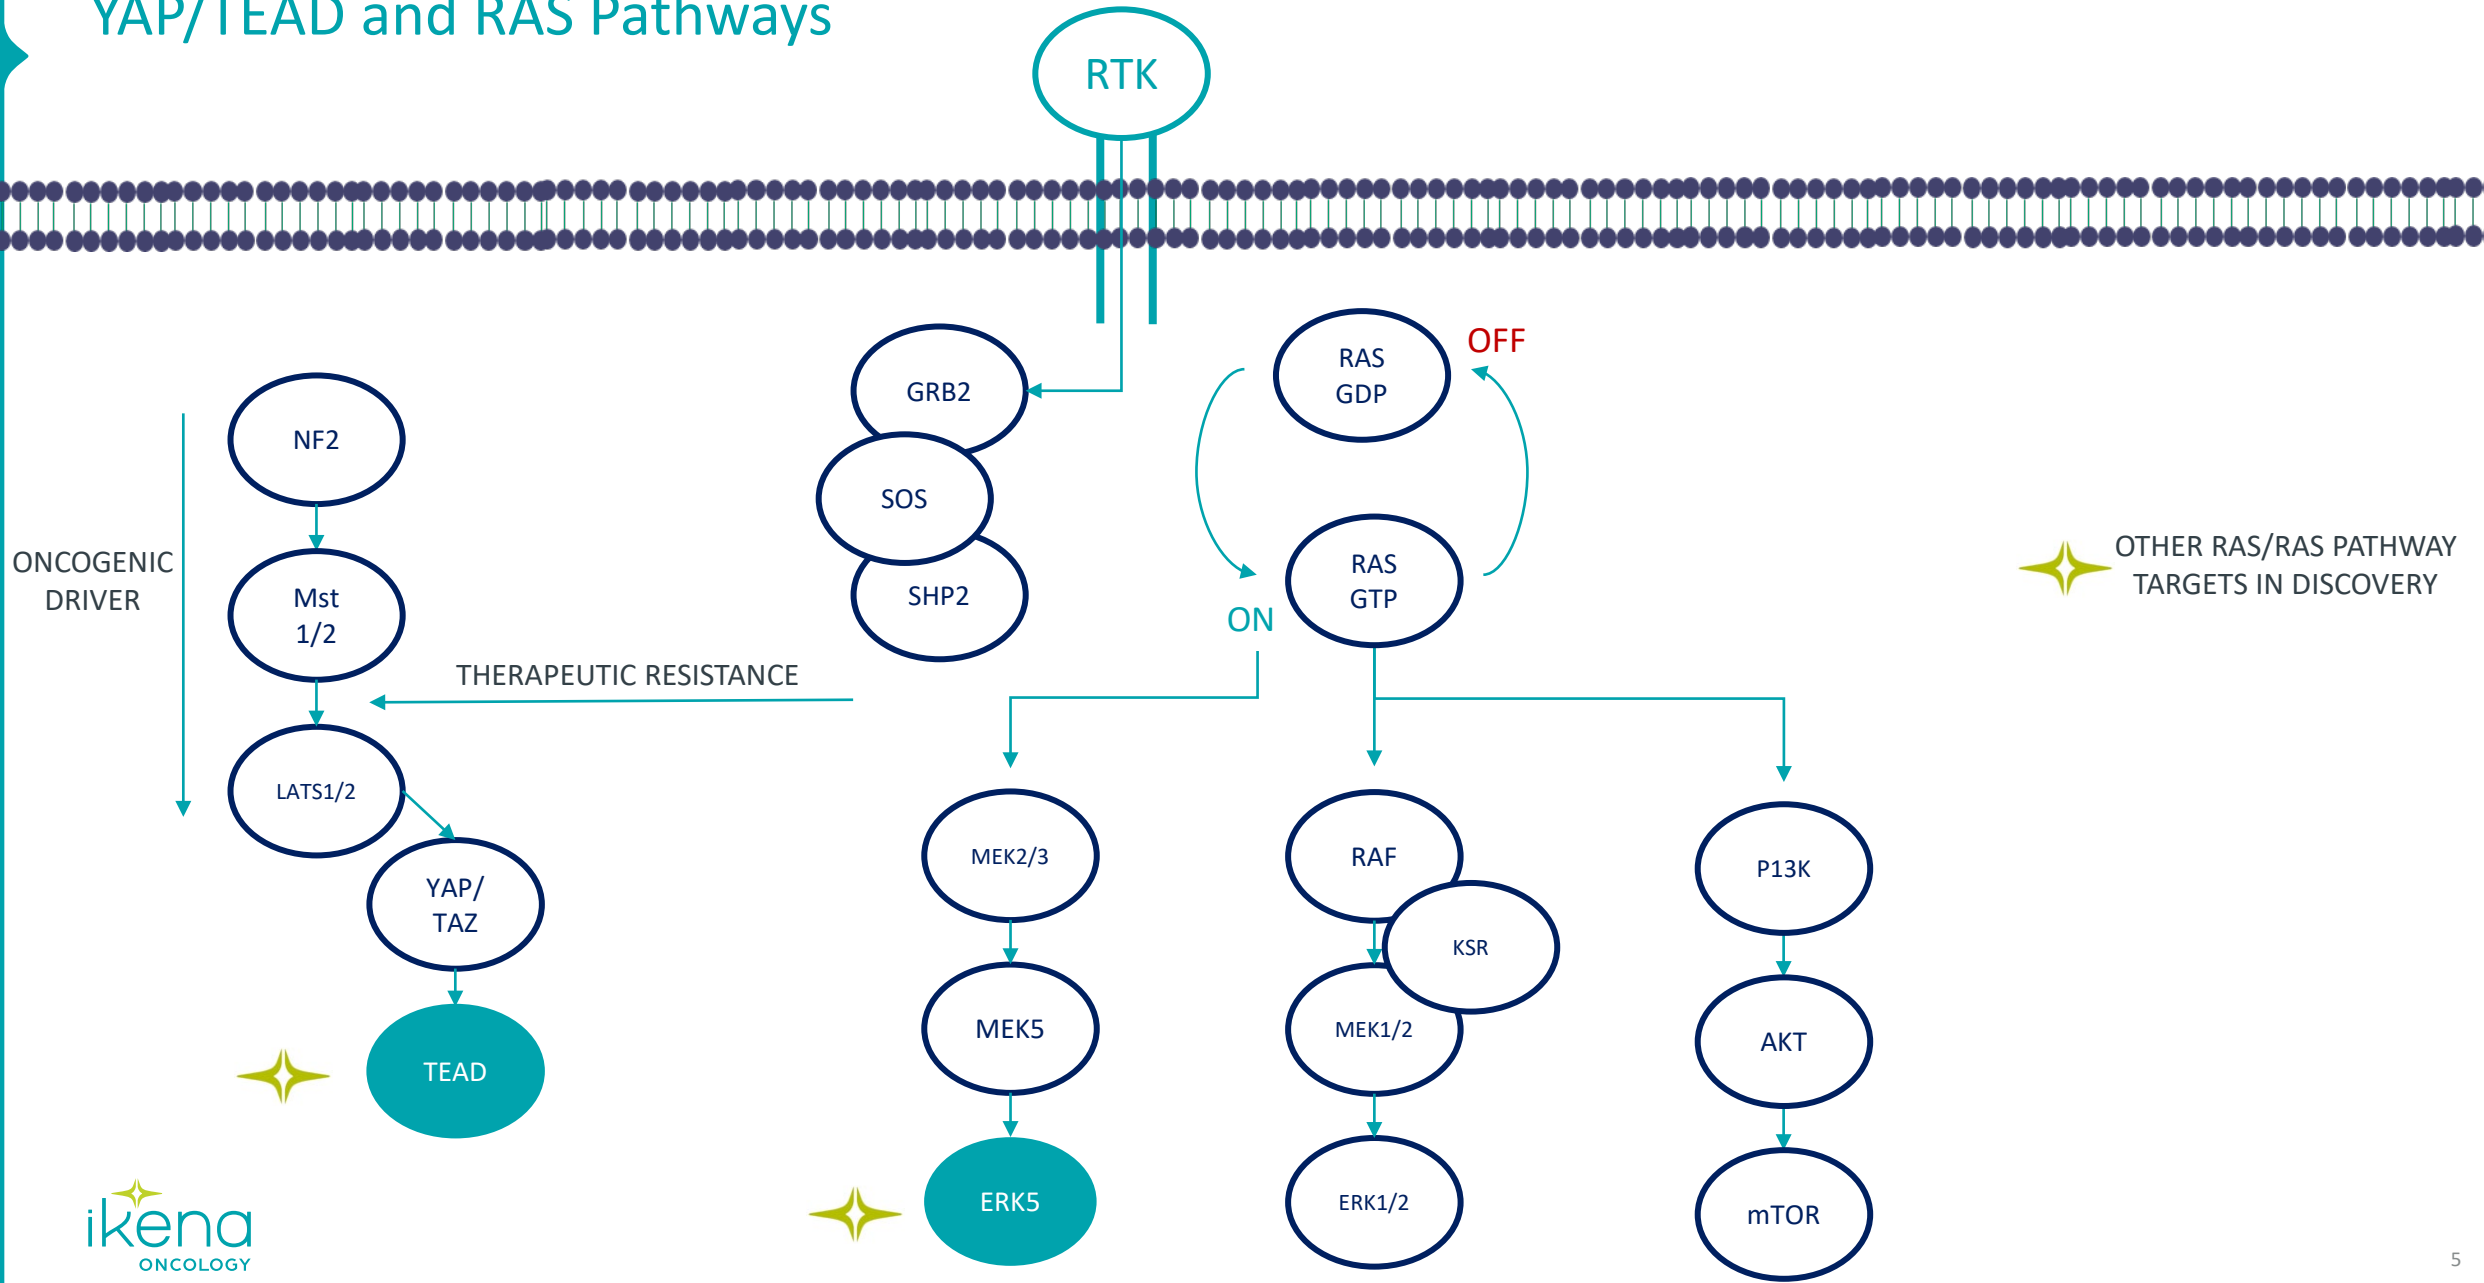 YAP/TEAD and RAS Pathways
RTK
GRB2
SOS
SHP2
RAS
GDP
OFF
RAS
GTP
ON
NF2
Mst
1/2
LATS1/2
YAP/
TAZ
TEAD
ONCOGENIC
DRIVER
THERAPEUTIC RESISTANCE
MEK2/3
MEK5
ERK5
RAF
KSR
MEK1/2
ERK1/2
P13K
AKT
mTOR
OTHER RAS/RAS PATHWAY
TARGETS IN DISCOVERY
ikena
ONCOLOGY
5